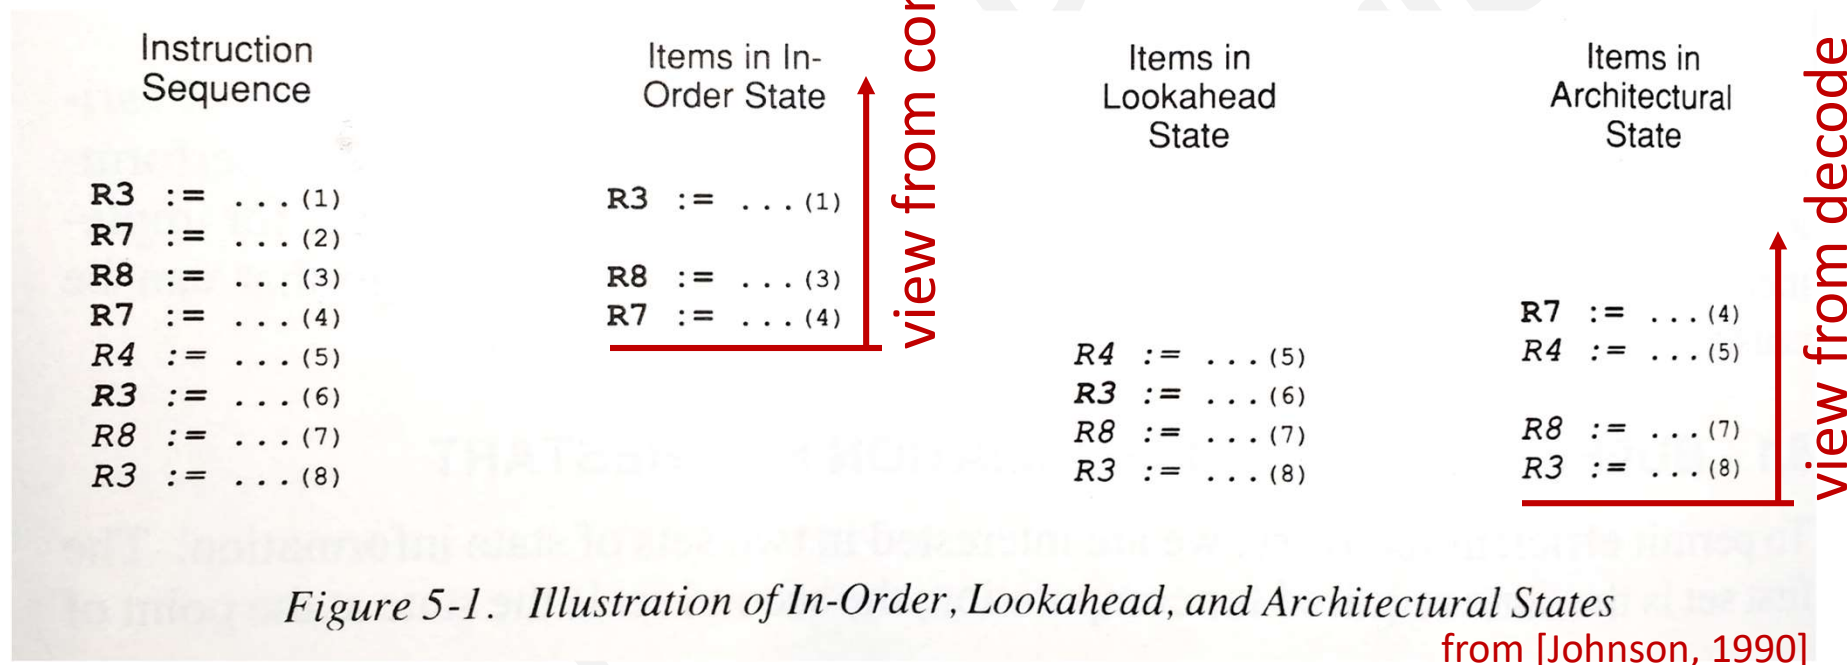 Instruction
Sequence
R3 := ...(1)
R7 := ...(2)
R8 := ...(3)
R7 := ...(4)
R4 := ...(5)
R3 := ...(6)
R8 := ...(7)
R3 := ...(8)
Items in In-
Order State
R3 := ...(1)
R8 := ...(3)
R7 := ...(4)
view from
Items in
Lookahead
State
R4 := ...(5)
R3 := ...(6)
R8 := ...(7)
R3 := ...(8)
Items in
Architectural
State
R7 := ...(4)
R4 := ...(5)
R8 := ...(7)
R3 := ...(8)
view from decode
Figure 5-1. Illustration of In-Order, Lookahead, and Architectural States
from [Johnson, 1990]